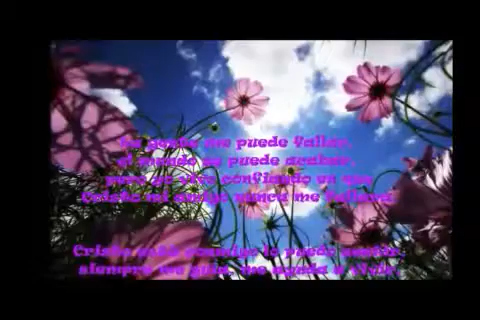 La gente me puede fallar,
el mundo se puede acabar,
pero yo vivo confiando en que
Cristo mi amigo nunca me fallará
Cristo está conmigo lo puedo sentir,
siempre me guía, me ayuda a vivir,